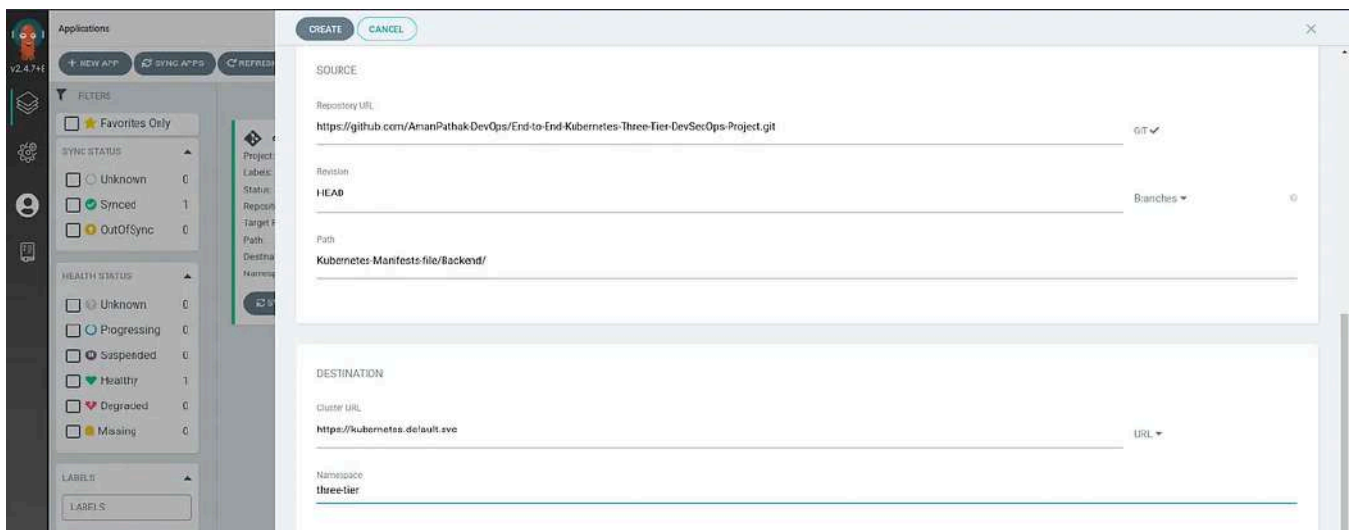 v2.4.7+
Applications
+ NEW APP
SYNC APPS
REFRESH
FILTERS
Favorites Only
SYNC STATUS
Unknown 0
Synced 1
OutOfSync 0
HEALTH STATUS
Unknown 0
Progressing 0
Suspended 0
Healthy 1
Degraded 0
Missing 0
LABELS
LABELS
Project:
Labels:
Status:
Reposit
Target R
Path:
Destina
Namesp
CREATE
CANCEL
SOURCE
Repository URL
https://github.com/AmanPathak-DevOps/End-to-End-Kubernetes-Three-Tier-DevSecOps-Project.git
GIT
Revision
HEAD
Branches
Path
Kubernetes-Manifests-file/Backend/
DESTINATION
Cluster URL
https://kubernetes.default.svc
URL
Namespace
three-tier